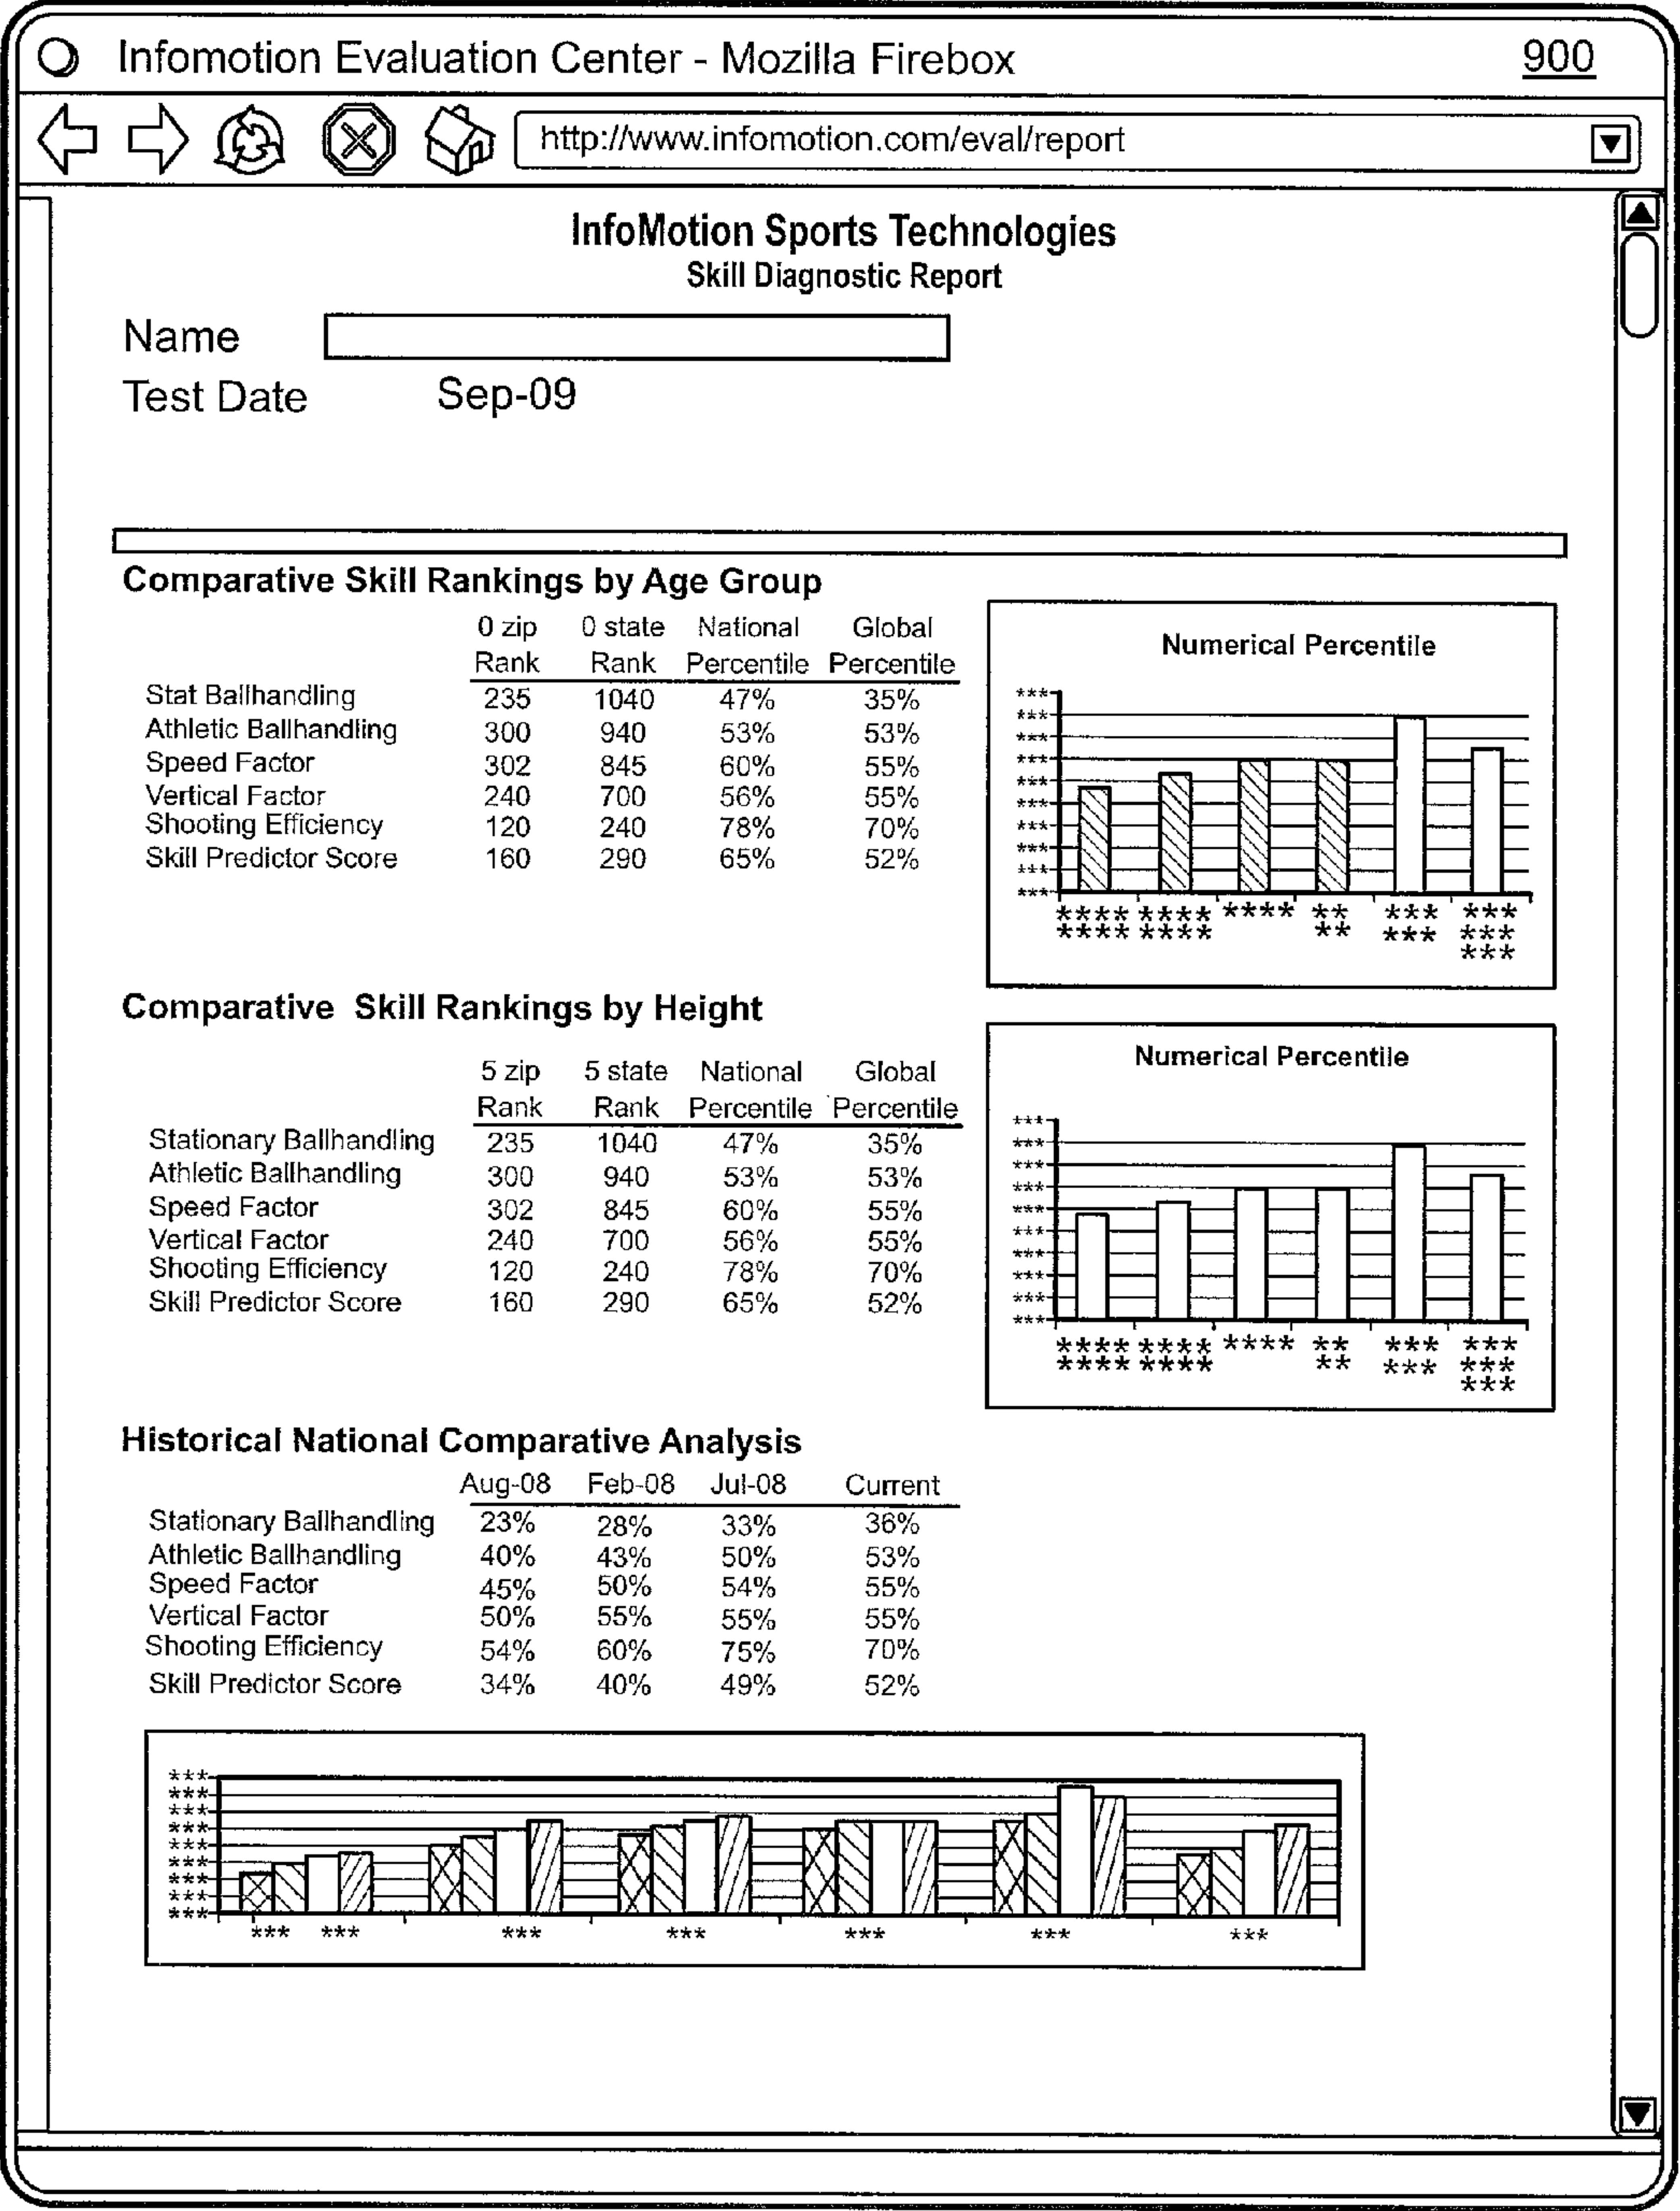 Infomotion Evaluation Center - Mozilla Firebox 900
http://www.infomotion.com/eval/report
InfoMotion Sports Technologies
Skill Diagnostic Report
Name
Test Date Sep-09
Comparative Skill Rankings by Age Group
0 zip 0 state National Global
Rank Rank Percentile Percentile
Stat Ballhandling 235 1040 47% 35%
Athletic Ballhandling 300 940 53% 53%
Speed Factor 302 845 60% 55%
Vertical Factor 240 700 56% 55%
Shooting Efficiency 120 240 78% 70%
Skill Predictor Score 160 290 65% 52%
Numerical Percentile
***
***
***
***
***
***
***
***
***
***
**** **** **** ** *** ***
**** **** ** *** ***
***
Comparative Skill Rankings by Height
5 zip 5 state National Global
Rank Rank Percentile Percentile
Stationary Ballhandling 235 1040 47% 35%
Athletic Ballhandling 300 940 53% 53%
Speed Factor 302 845 60% 55%
Vertical Factor 240 700 56% 55%
Shooting Efficiency 120 240 78% 70%
Skill Predictor Score 160 290 65% 52%
Numerical Percentile
***
***
***
***
***
***
***
***
***
***
**** **** **** ** *** ***
**** **** ** *** ***
***
Historical National Comparative Analysis
Aug-08 Feb-08 Jul-08 Current
Stationary Ballhandling 23% 28% 33% 36%
Athletic Ballhandling 40% 43% 50% 53%
Speed Factor 45% 50% 54% 55%
Vertical Factor 50% 55% 55% 55%
Shooting Efficiency 54% 60% 75% 70%
Skill Predictor Score 34% 40% 49% 52%
***
***
***
***
***
***
***
***
***
*** *** *** *** *** *** ***